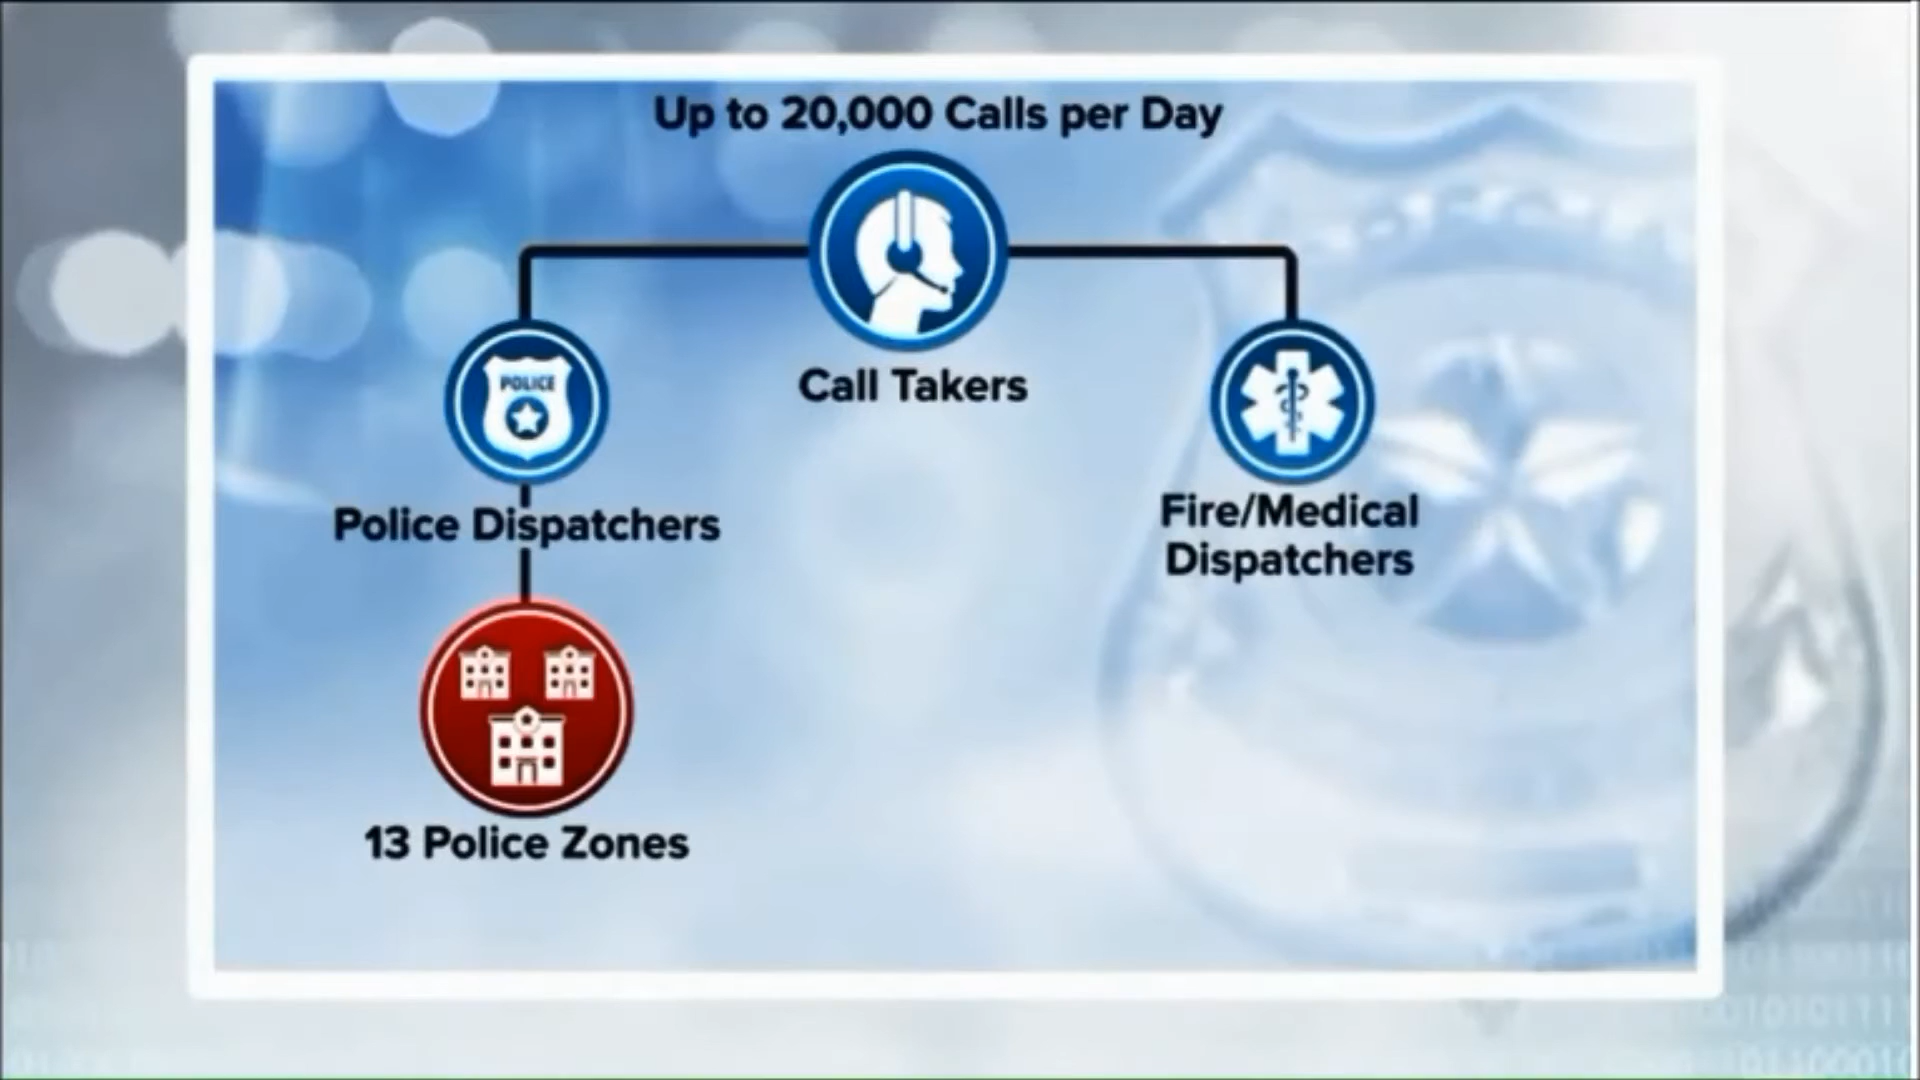 Up to 20,000 Calls per Day
Call Takers
POLICE
Police Dispatchers
Fire/Medical
Dispatchers
13 Police Zones